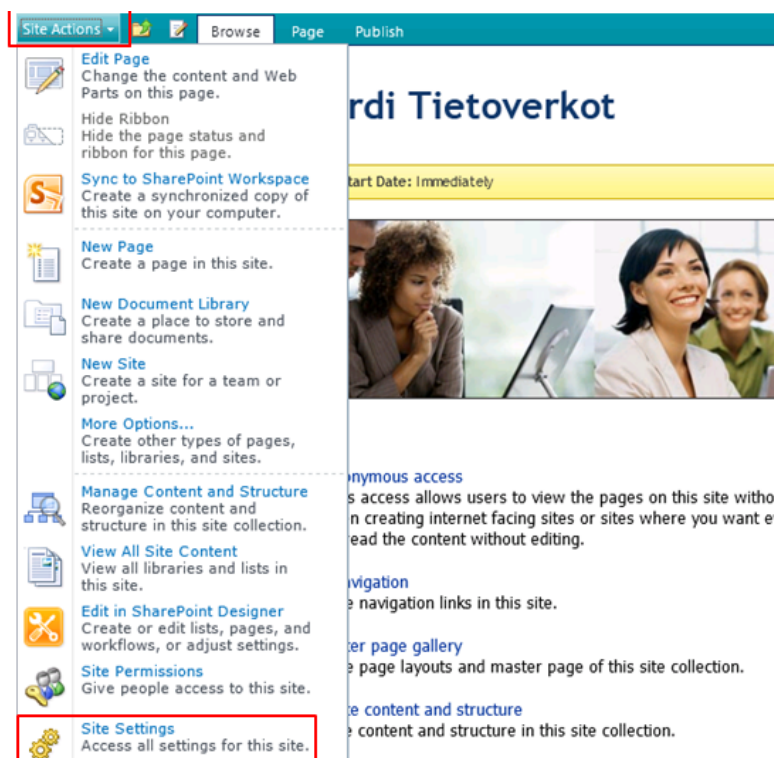 Site Actions
Browse
Page
Publish
Edit Page
Change the content and Web
Parts on this page.
Hide Ribbon
Hide the page status and
ribbon for this page.
Sync to SharePoint Workspace
Create a synchronized copy of
this site on your computer.
New Page
Create a page in this site.
New Document Library
Create a place to store and
share documents.
New Site
Create a site for a team or
project.
More Options...
Create other types of pages,
lists, libraries, and sites.
Manage Content and Structure
Reorganize content and
structure in this site collection.
View All Site Content
View all libraries and lists in
this site.
Edit in SharePoint Designer
Create or edit lists, pages, and
workflows, or adjust settings.
Site Permissions
Give people access to this site.
Site Settings
Access all settings for this site.
rdi Tietoverkot
tart Date: Immediately
onymous access
s access allows users to view the pages on this site witho
n creating internet facing sites or sites where you want e
ead the content without editing.
avigation
e navigation links in this site.
ter page gallery
e page layouts and master page of this site collection.
te content and structure
e content and structure in this site collection.